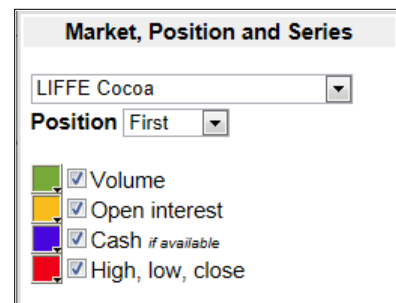 Market, Position and Series
LIFFE Cocoa
Position First
Volume
Open interest
Cash if available
High, low, close